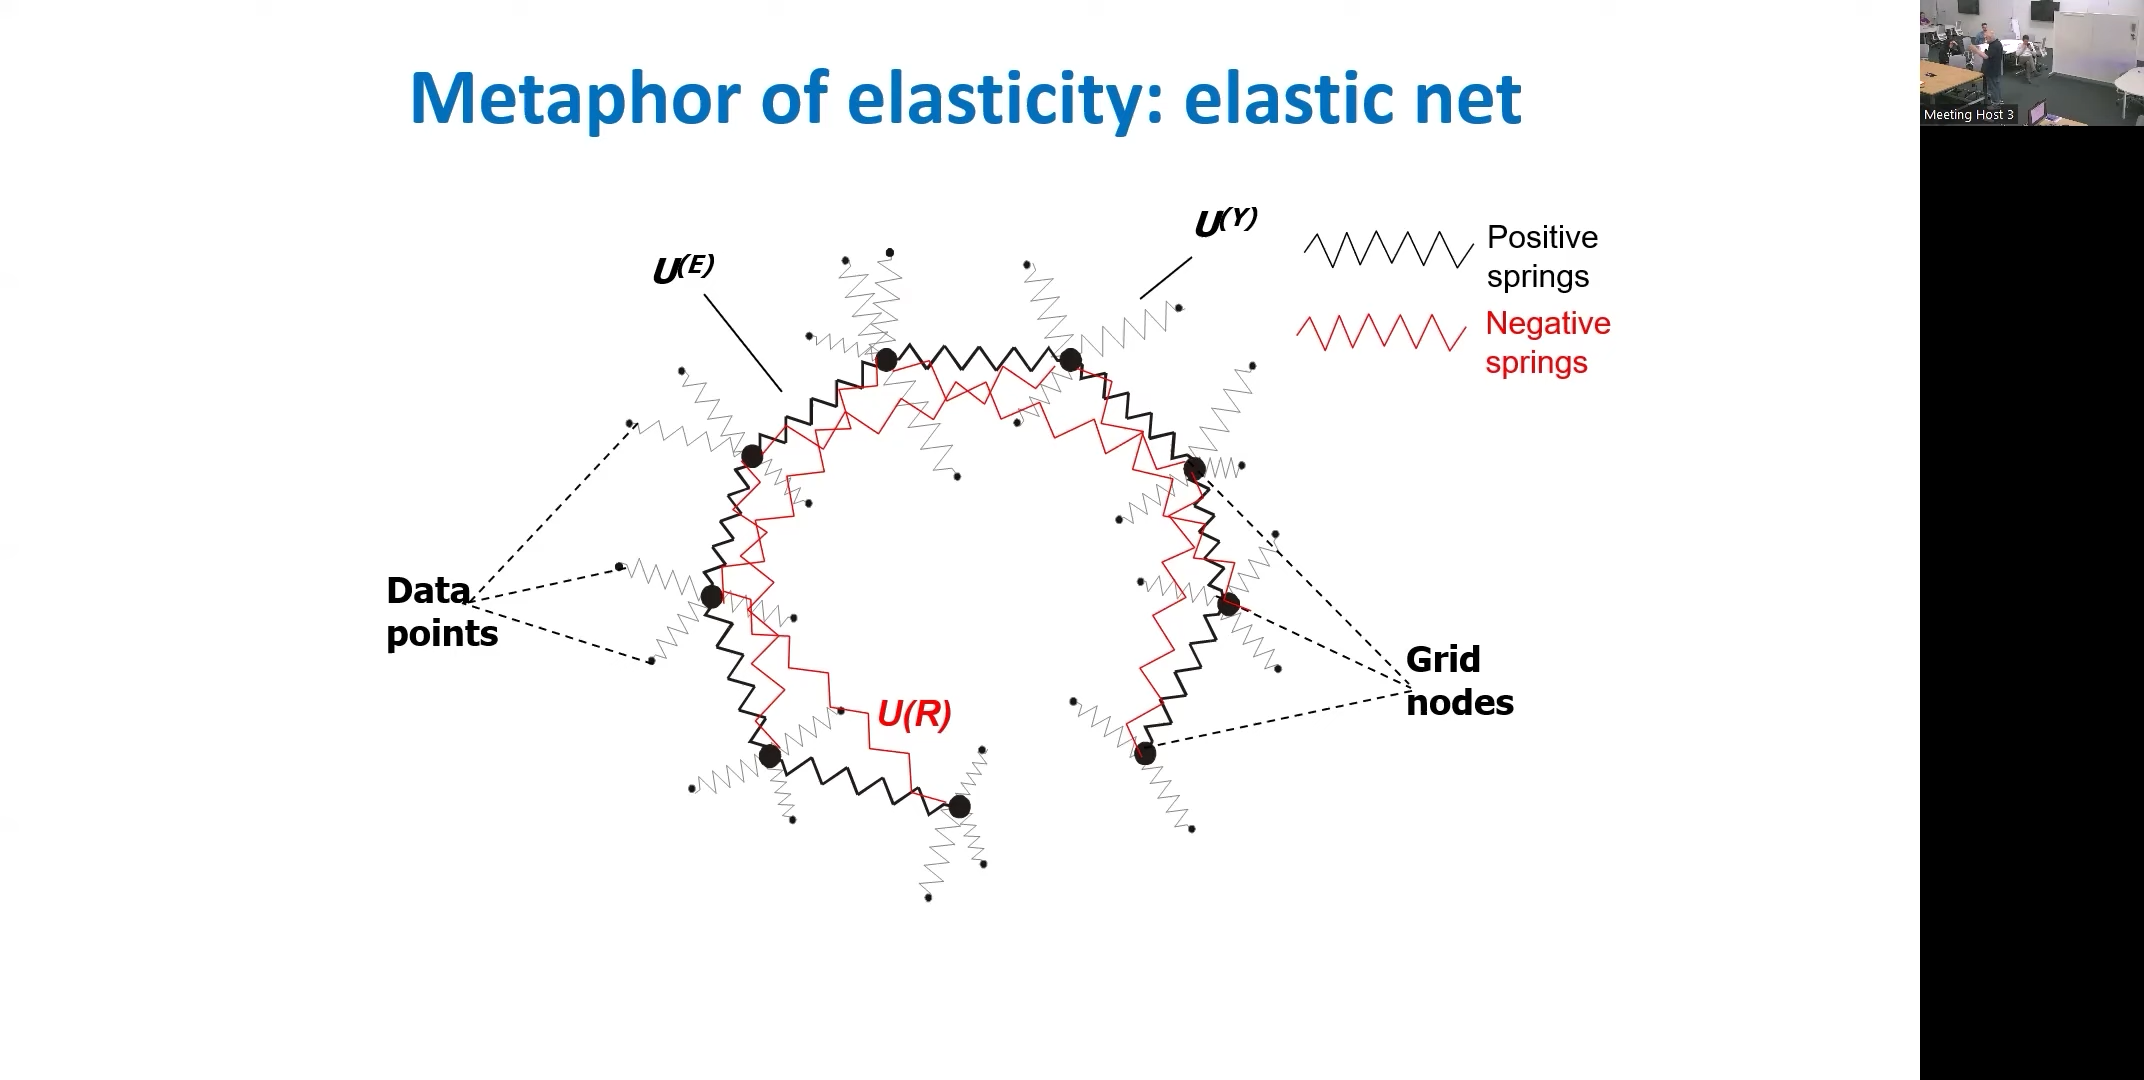 Metaphor of elasticity: elastic net
U(E)
U(Y)
Positive
springs
Negative
springs
Data
points
U(R)
Grid
nodes
Meeting Host 3